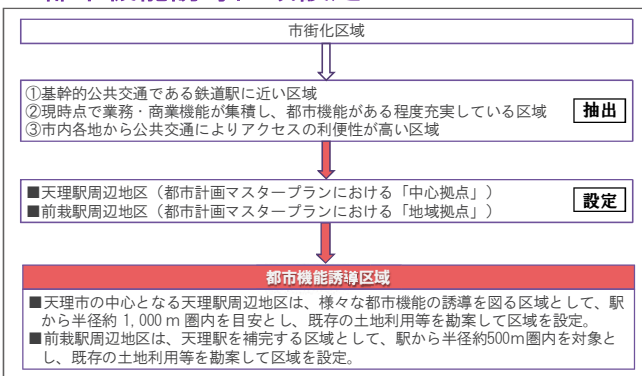 市街化区域
①基幹的公共交通である鉄道駅に近い区域
②現時点で業務・商業機能が集積し、都市機能がある程度充実している区域
③市内各地から公共交通によりアクセスの利便性が高い区域
抽出
■天理駅周辺地区（都市計画マスタープランにおける「中心拠点」）
■前栽駅周辺地区（都市計画マスタープランにおける「地域拠点」）
設定
都市機能誘導区域
■天理市の中心となる天理駅周辺地区は、様々な都市機能の誘導を図る区域として、駅
から半径約 1,000ｍ圏内を目安とし、既存の土地利用等を勘案して区域を設定。
■前栽駅周辺地区は、天理駅を補完する区域として、駅から半径約500ｍ圏内を対象と
し、既存の土地利用等を勘案して区域を設定。